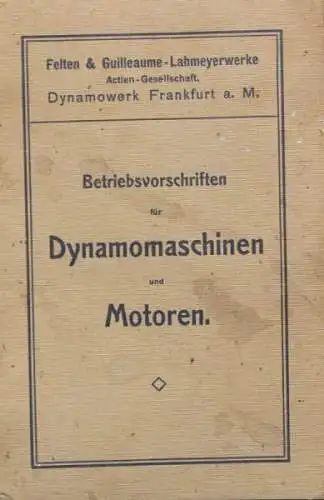 Felten & Guilleaume-Lahmeyerwerke
Actien-Gesellschaft.
Dynamowerk Frankfurt a. M.
Betriebsvorschriften
für
Dynamomaschinen
und
Motoren.